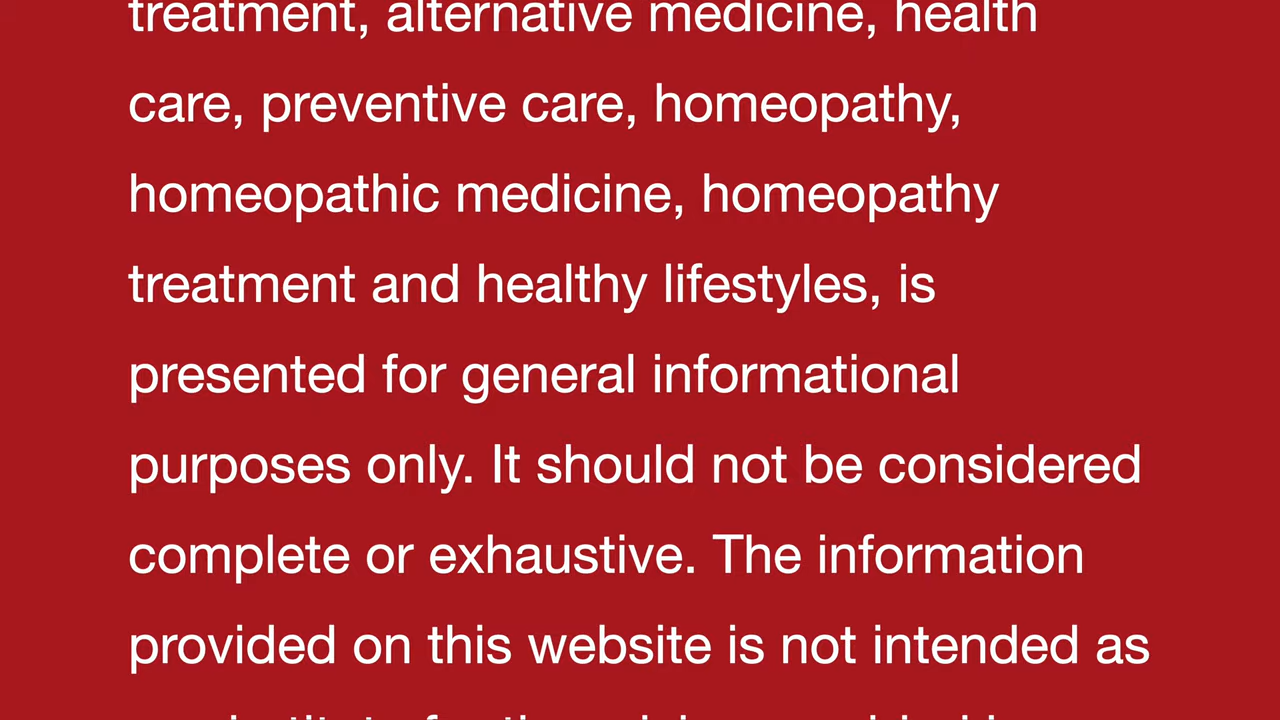 treatment, alternative medicine, health
care, preventive care, homeopathy,
homeopathic medicine, homeopathy
treatment and healthy lifestyles, is
presented for general informational
purposes only. It should not be considered
complete or exhaustive. The information
provided on this website is not intended as